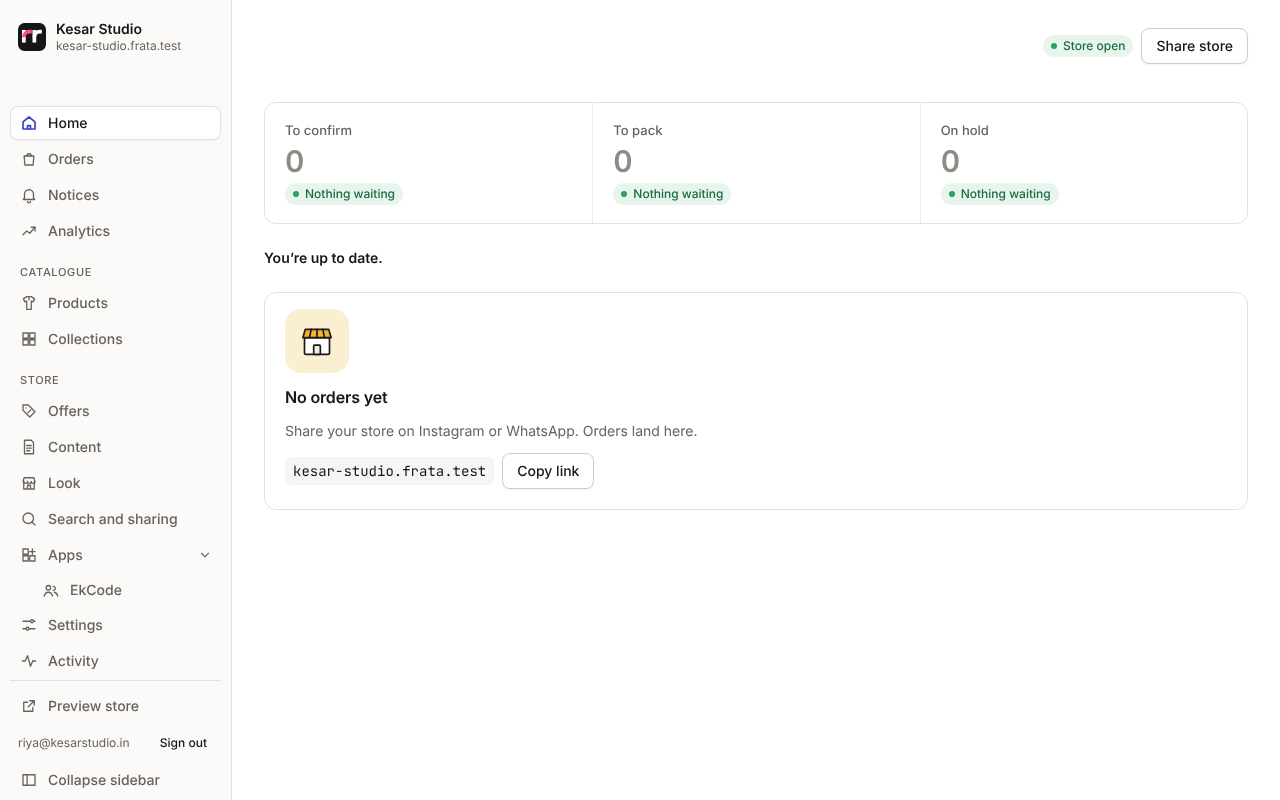 Kesar Studio
kesar-studio.frata.test
Home
Orders
Notices
Analytics
CATALOGUE
Products
Collections
STORE
Offers
Content
Look
Search and sharing
Apps
EkCode
Settings
Activity
Preview store
riya@kesarstudio.in Sign out
Collapse sidebar
Store open Share store
To confirm
0
Nothing waiting
To pack
0
Nothing waiting
On hold
0
Nothing waiting
You’re up to date.
No orders yet
Share your store on Instagram or WhatsApp. Orders land here.
kesar-studio.frata.test Copy link